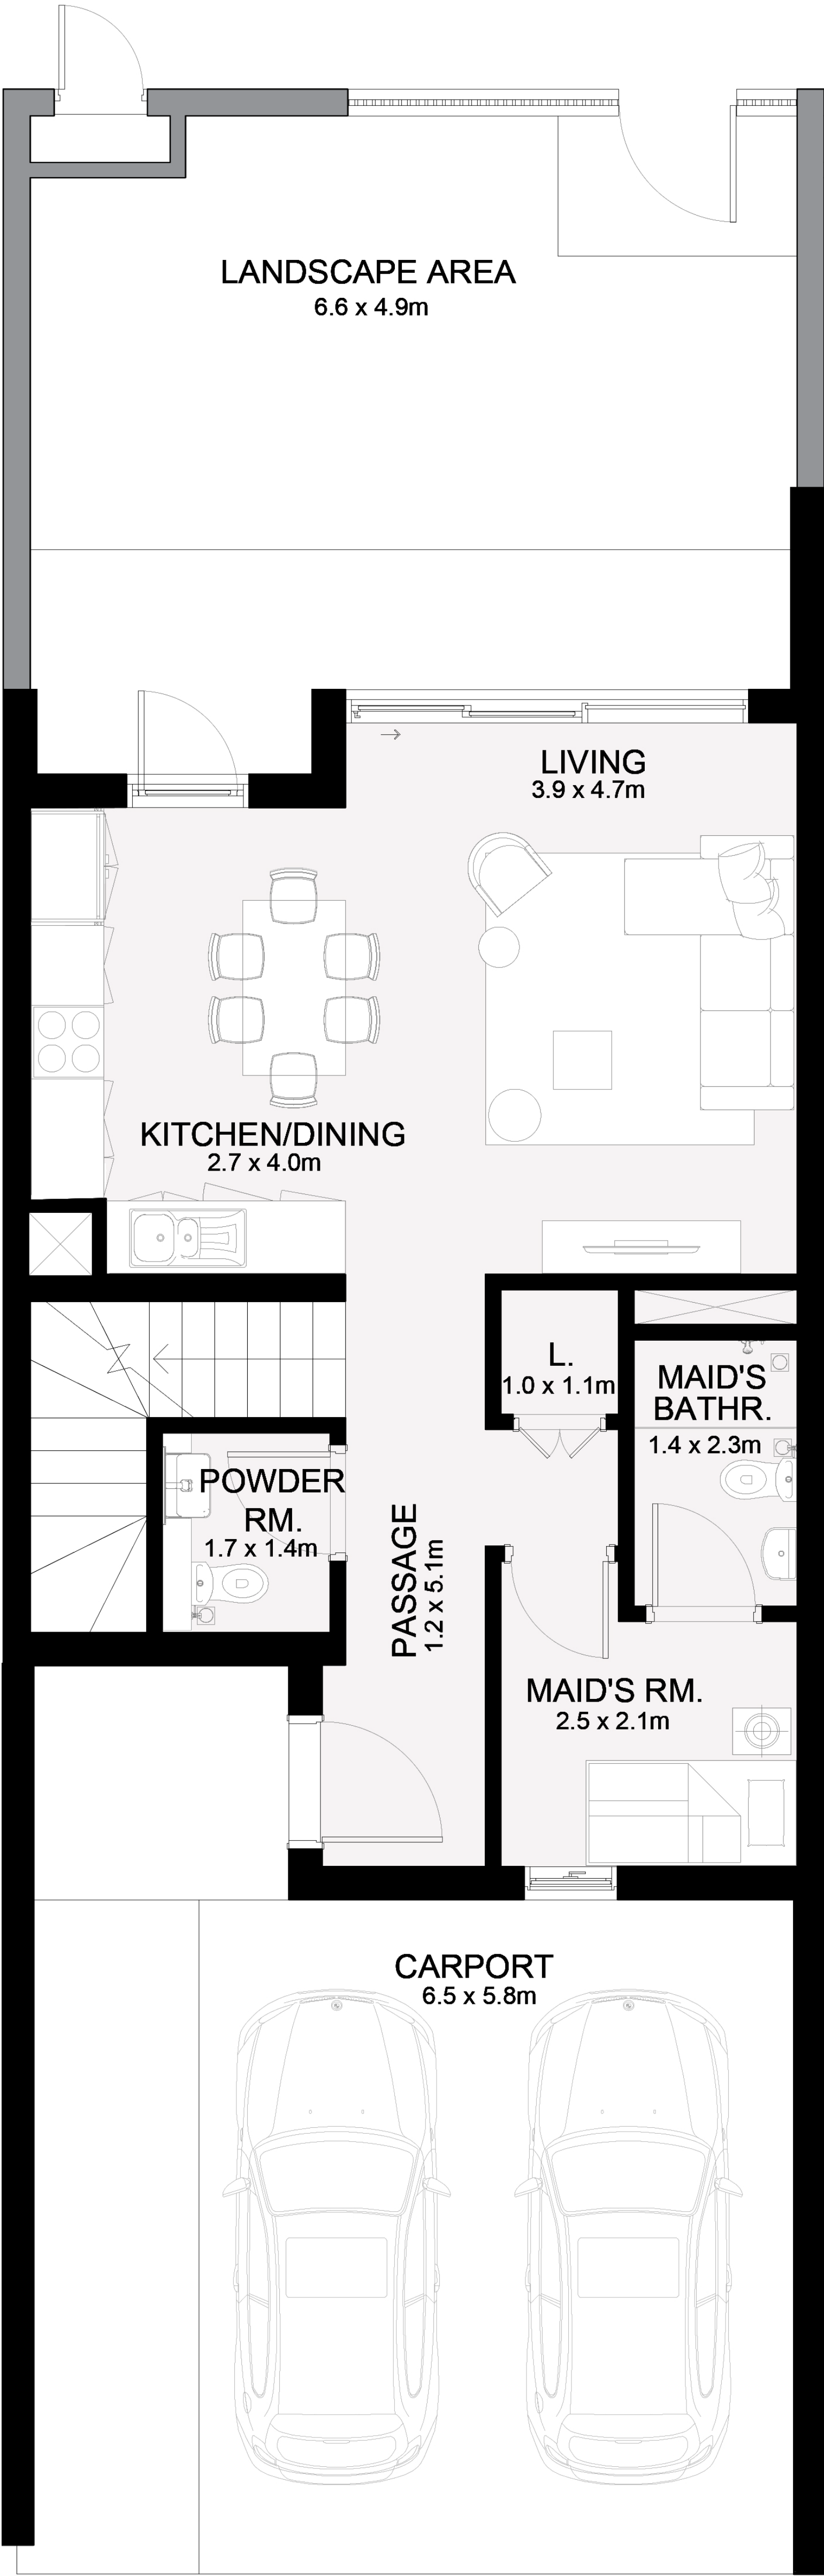 LANDSCAPE AREA
6.6 x 4.9m
LIVING
3.9 x 4.7m
KITCHEN/DINING
2.7 x 4.0m
L.
1.0 x 1.1m
MAID'S
BATHR.
1.4 x 2.3m
POWDER
RM.
1.7 x 1.4m
PASSAGE
1.2 x 5.1m
MAID'S RM.
2.5 x 2.1m
CARPORT
6.5 x 5.8m